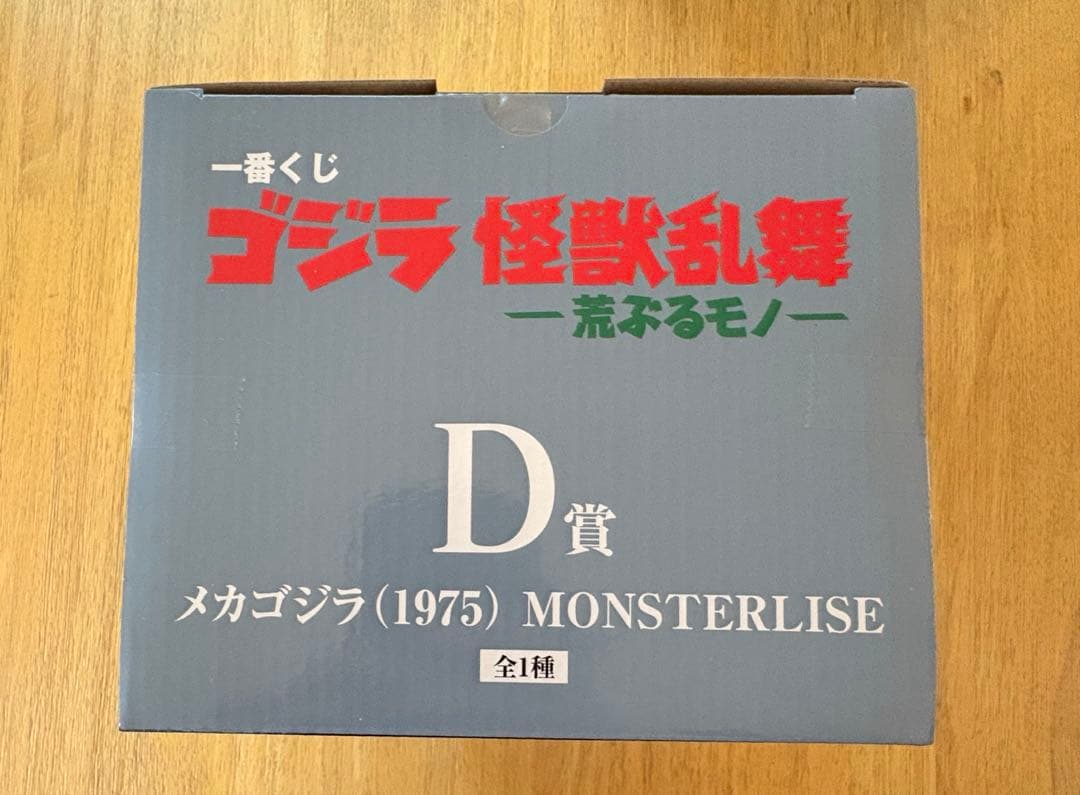 一番くじ
ゴジラ 怪獣乱舞
―荒ぶるモノ―
D賞
メカゴジラ（1975） MONSTERLISE
全1種